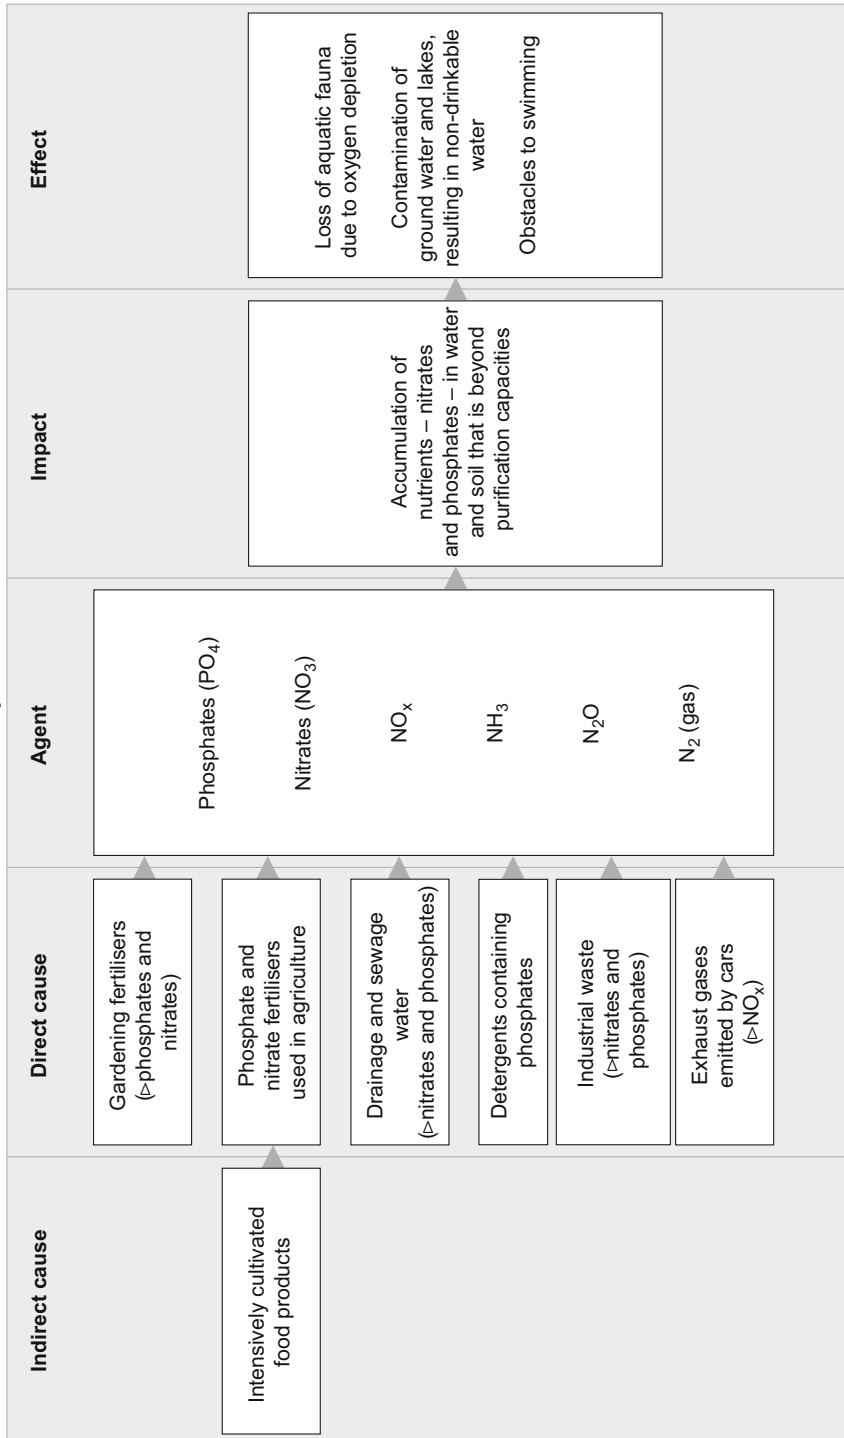 Indirect cause
Direct cause
Agent
Impact
Effect
Intensively cultivated
food products
Gardening fertilisers
(▷phosphates and
nitrates)
Phosphate and
nitrate fertilisers
used in agriculture
Drainage and sewage
water
(▷nitrates and phosphates)
Detergents containing
phosphates
Industrial waste
(▷nitrates and
phosphates)
Exhaust gases
emitted by cars
(▷NOₓ)
Phosphates (PO₄)
Nitrates (NO₃)
NOₓ
NH₃
N₂O
N₂ (gas)
Accumulation of
nutrients – nitrates
and phosphates – in water
and soil that is beyond
purification capacities
Loss of aquatic fauna
due to oxygen depletion
Contamination of
ground water and lakes,
resulting in non-drinkable
water
Obstacles to swimming